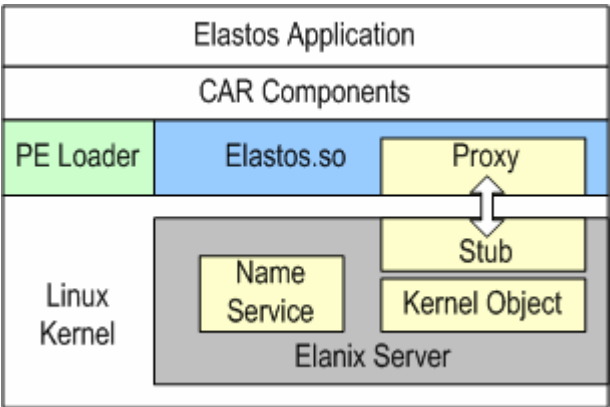 Elastos Application
CAR Components
PE Loader
Elastos.so
Proxy
Stub
Name
Service
Kernel Object
Linux
Kernel
Elanix Server